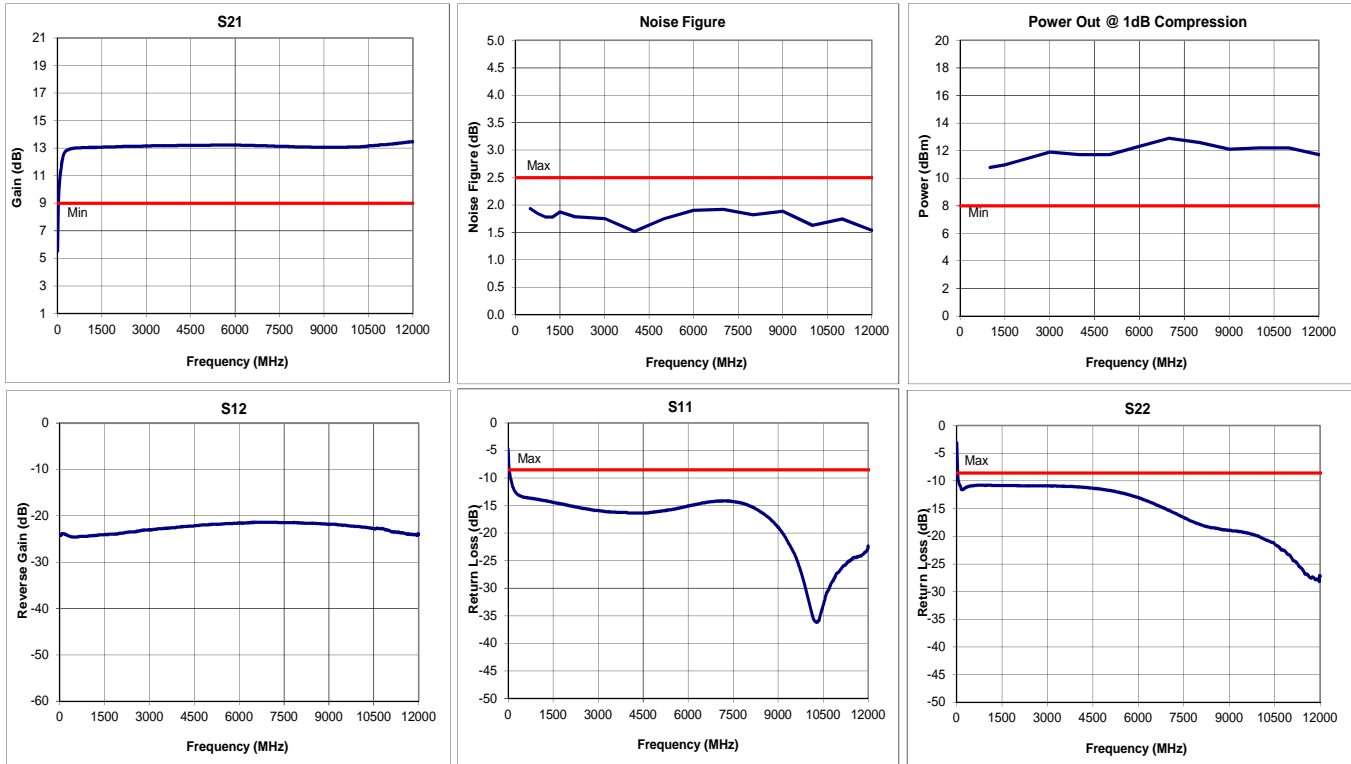 S21
Gain (dB)
21
19
17
15
13
11
9
7
5
3
1
Min
0 1500 3000 4500 6000 7500 9000 10500 12000
Frequency (MHz)
Noise Figure
Noise Figure (dB)
5.0
4.5
4.0
3.5
3.0
2.5
2.0
1.5
1.0
0.5
0.0
Max
0 1500 3000 4500 6000 7500 9000 10500 12000
Frequency (MHz)
Power Out @ 1dB Compression
Power (dBm)
20
18
16
14
12
10
8
6
4
2
0
Min
0 1500 3000 4500 6000 7500 9000 10500 12000
Frequency (MHz)
S12
Reverse Gain (dB)
0
-10
-20
-30
-40
-50
-60
0 1500 3000 4500 6000 7500 9000 10500 12000
Frequency (MHz)
S11
Return Loss (dB)
0
-5
-10
-15
-20
-25
-30
-35
-40
-45
-50
Max
0 1500 3000 4500 6000 7500 9000 10500 12000
Frequency (MHz)
S22
Return Loss (dB)
0
-5
-10
-15
-20
-25
-30
-35
-40
-45
-50
Max
0 1500 3000 4500 6000 7500 9000 10500 12000
Frequency (MHz)